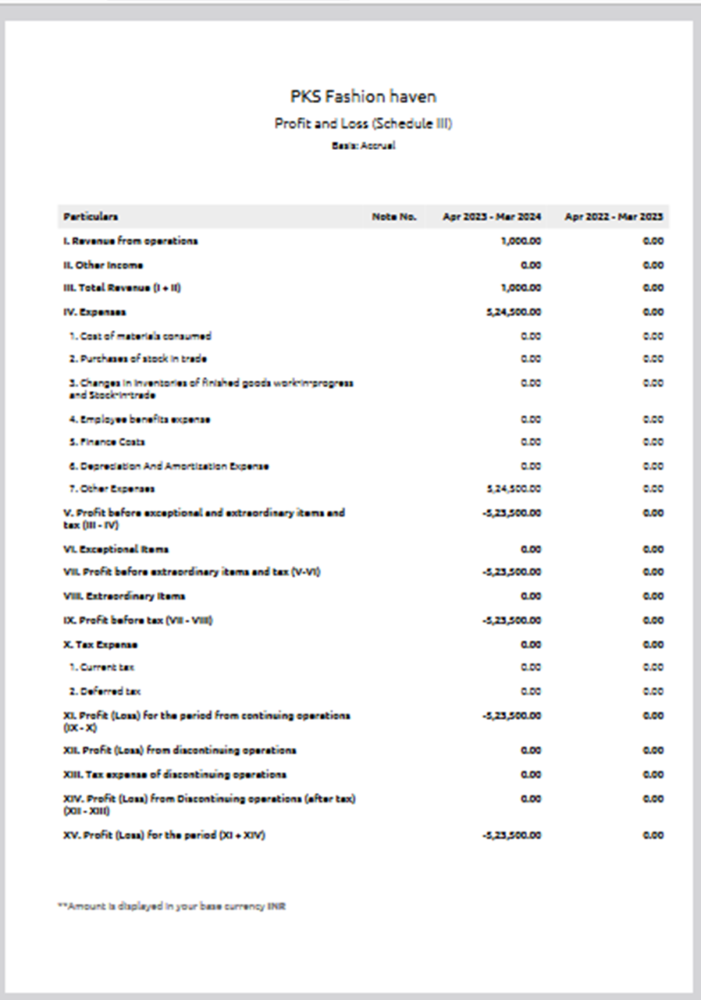 PKS Fashion haven
Profit and Loss (Schedule III)
Basis: Accrual
Particulars Note No. Apr 2023 - Mar 2024 Apr 2022 - Mar 2023
I. Revenue from operations 1,000.00 0.00
II. Other Income 0.00 0.00
III. Total Revenue (I + II) 1,000.00 0.00
IV. Expenses 5,24,500.00 0.00
1. Cost of materials consumed 0.00 0.00
2. Purchases of stock in trade 0.00 0.00
3. Changes in inventories of finished goods work-in-progress 0.00 0.00
and Stock-in-trade
4. Employee benefits expense 0.00 0.00
5. Finance Costs 0.00 0.00
6. Depreciation And Amortization Expense 0.00 0.00
7. Other Expenses 5,24,500.00 0.00
V. Profit before exceptional and extraordinary items and -5,23,500.00 0.00
tax (III - IV)
VI. Exceptional Items 0.00 0.00
VII. Profit before extraordinary items and tax (V-VI) -5,23,500.00 0.00
VIII. Extraordinary Items 0.00 0.00
IX. Profit before tax (VII - VIII) -5,23,500.00 0.00
X. Tax Expense 0.00 0.00
1. Current tax 0.00 0.00
2. Deferred tax 0.00 0.00
XI. Profit (Loss) for the period from continuing operations -5,23,500.00 0.00
(IX - X)
XII. Profit (Loss) from discontinuing operations 0.00 0.00
XIII. Tax expense of discontinuing operations 0.00 0.00
XIV. Profit (Loss) from Discontinuing operations (after tax) 0.00 0.00
(XII - XIII)
XV. Profit (Loss) for the period (XI + XIV) -5,23,500.00 0.00
**Amount is displayed in your base currency INR